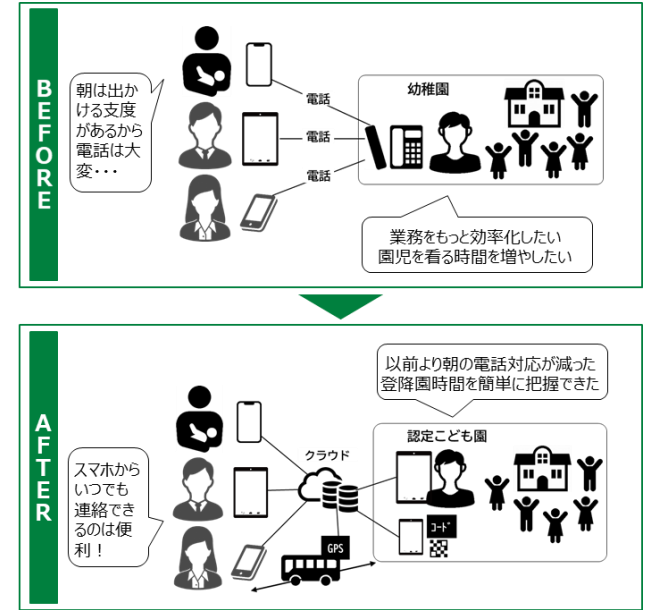 BEFORE
朝は出か
ける支度
があるから
電話は大
変・・・
電話
電話
電話
幼稚園
業務をもっと効率化したい
園児を看る時間を増やしたい
AFTER
以前より朝の電話対応が減った
登降園時間を簡単に把握できた
スマホから
いつでも
連絡でき
るのは便
利！
クラウド
認定こども園
コード
GPS